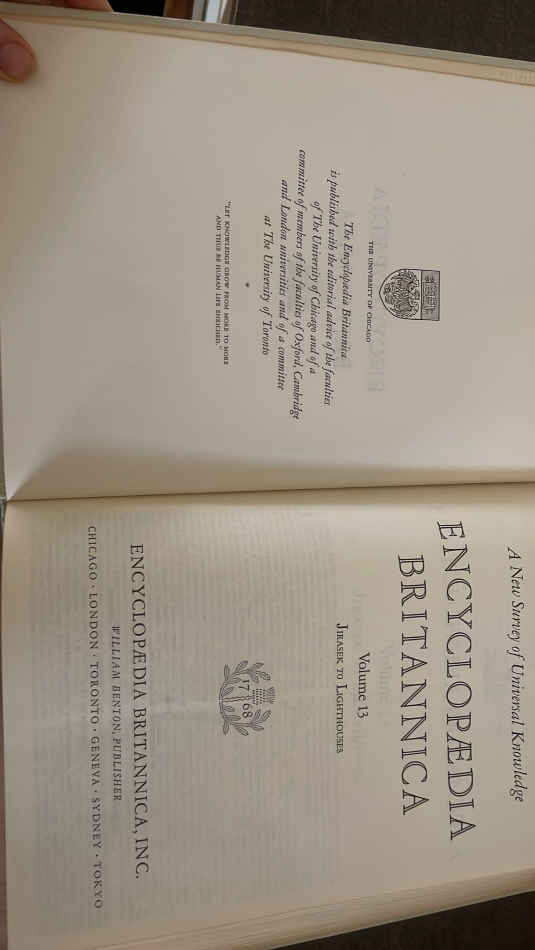 THE UNIVERSITY OF CHICAGO
The Encyclopædia Britannica
is published with the editorial advice of the faculties
of The University of Chicago and of a
committee of members of the faculties of Oxford, Cambridge
and London universities and of a committee
at The University of Toronto
*
"LET KNOWLEDGE GROW FROM MORE TO MORE
AND THUS BE HUMAN LIFE ENRICHED."
A New Survey of Universal Knowledge
ENCYCLOPÆDIA
BRITANNICA
Volume 13
JIRASEK TO LIGHTHOUSES
1768
ENCYCLOPÆDIA BRITANNICA, INC.
WILLIAM BENTON, PUBLISHER
CHICAGO · LONDON · TORONTO · GENEVA · SYDNEY · TOKYO